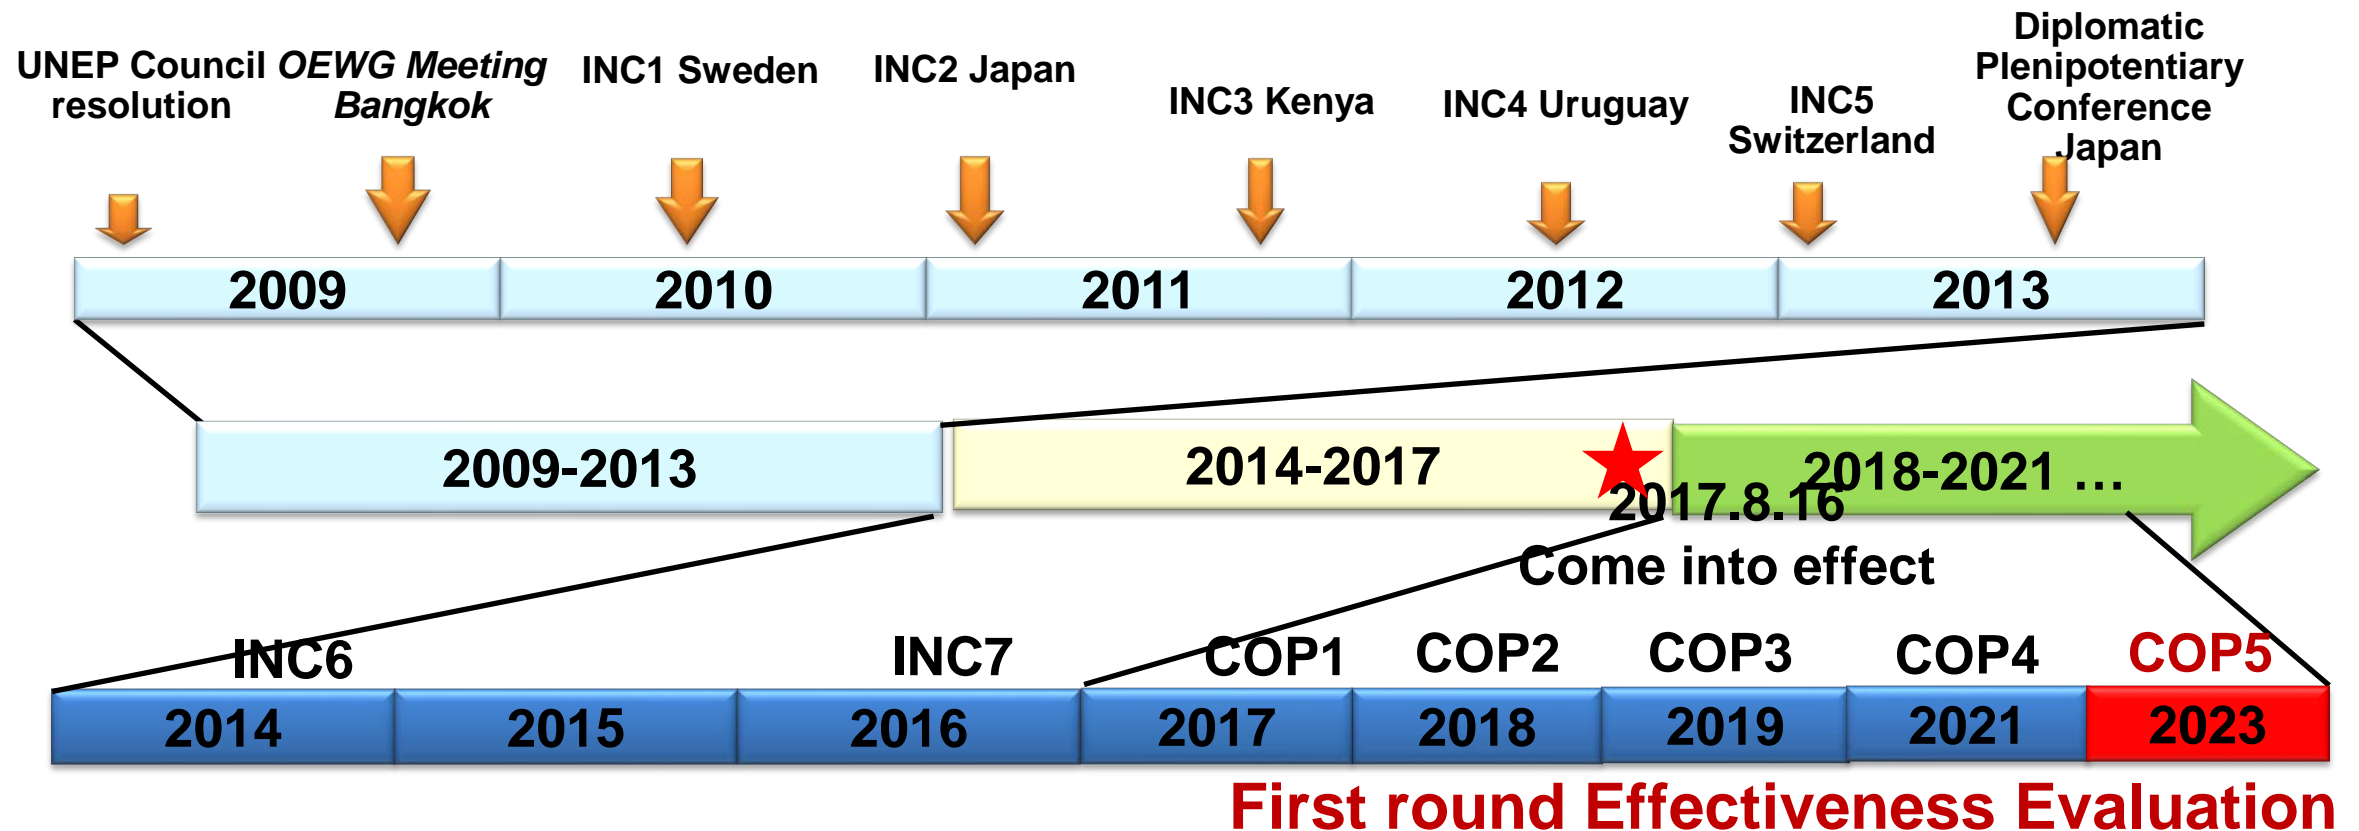 UNEP Council
resolution
OEWG Meeting
Bangkok
INC1 Sweden
INC2 Japan
INC3 Kenya
INC4 Uruguay
INC5
Switzerland
Diplomatic
Plenipotentiary
Conference
Japan
2009
2010
2011
2012
2013
2009-2013
2014-2017
2018-2021 …
2017.8.16
Come into effect
INC6
INC7
COP1
COP2
COP3
COP4
COP5
2014
2015
2016
2017
2018
2019
2021
2023
First round Effectiveness Evaluation